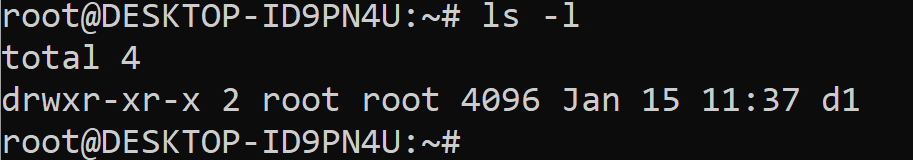 root@DESKTOP-ID9PN4U:~# ls -l
total 4
drwxr-xr-x 2 root root 4096 Jan 15 11:37 d1
root@DESKTOP-ID9PN4U:~#